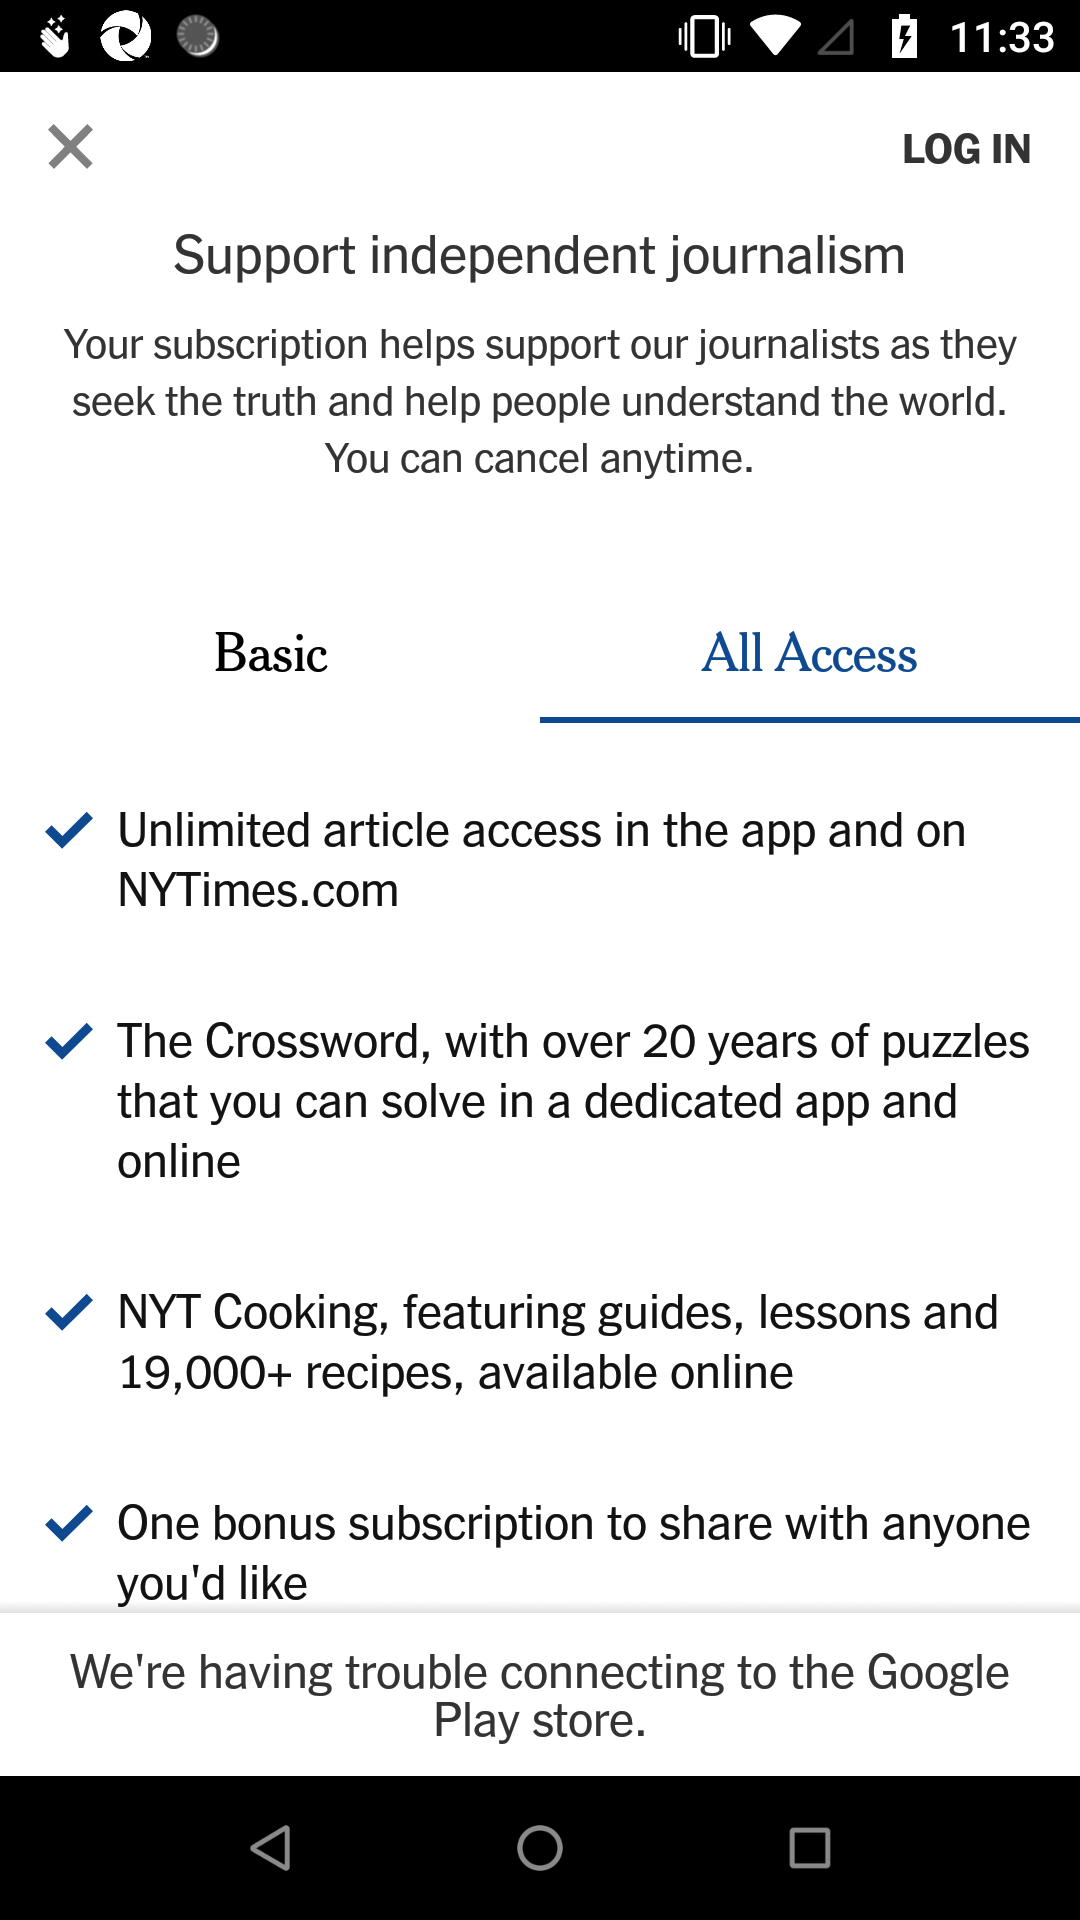 11:33
LOG IN
Support independent journalism
Your subscription helps support our journalists as they
seek the truth and help people understand the world.
You can cancel anytime.
Basic
All Access
Unlimited article access in the app and on
NYTimes.com
The Crossword, with over 20 years of puzzles
that you can solve in a dedicated app and
online
NYT Cooking, featuring guides, lessons and
19,000+ recipes, available online
One bonus subscription to share with anyone
you'd like
We're having trouble connecting to the Google
Play store.